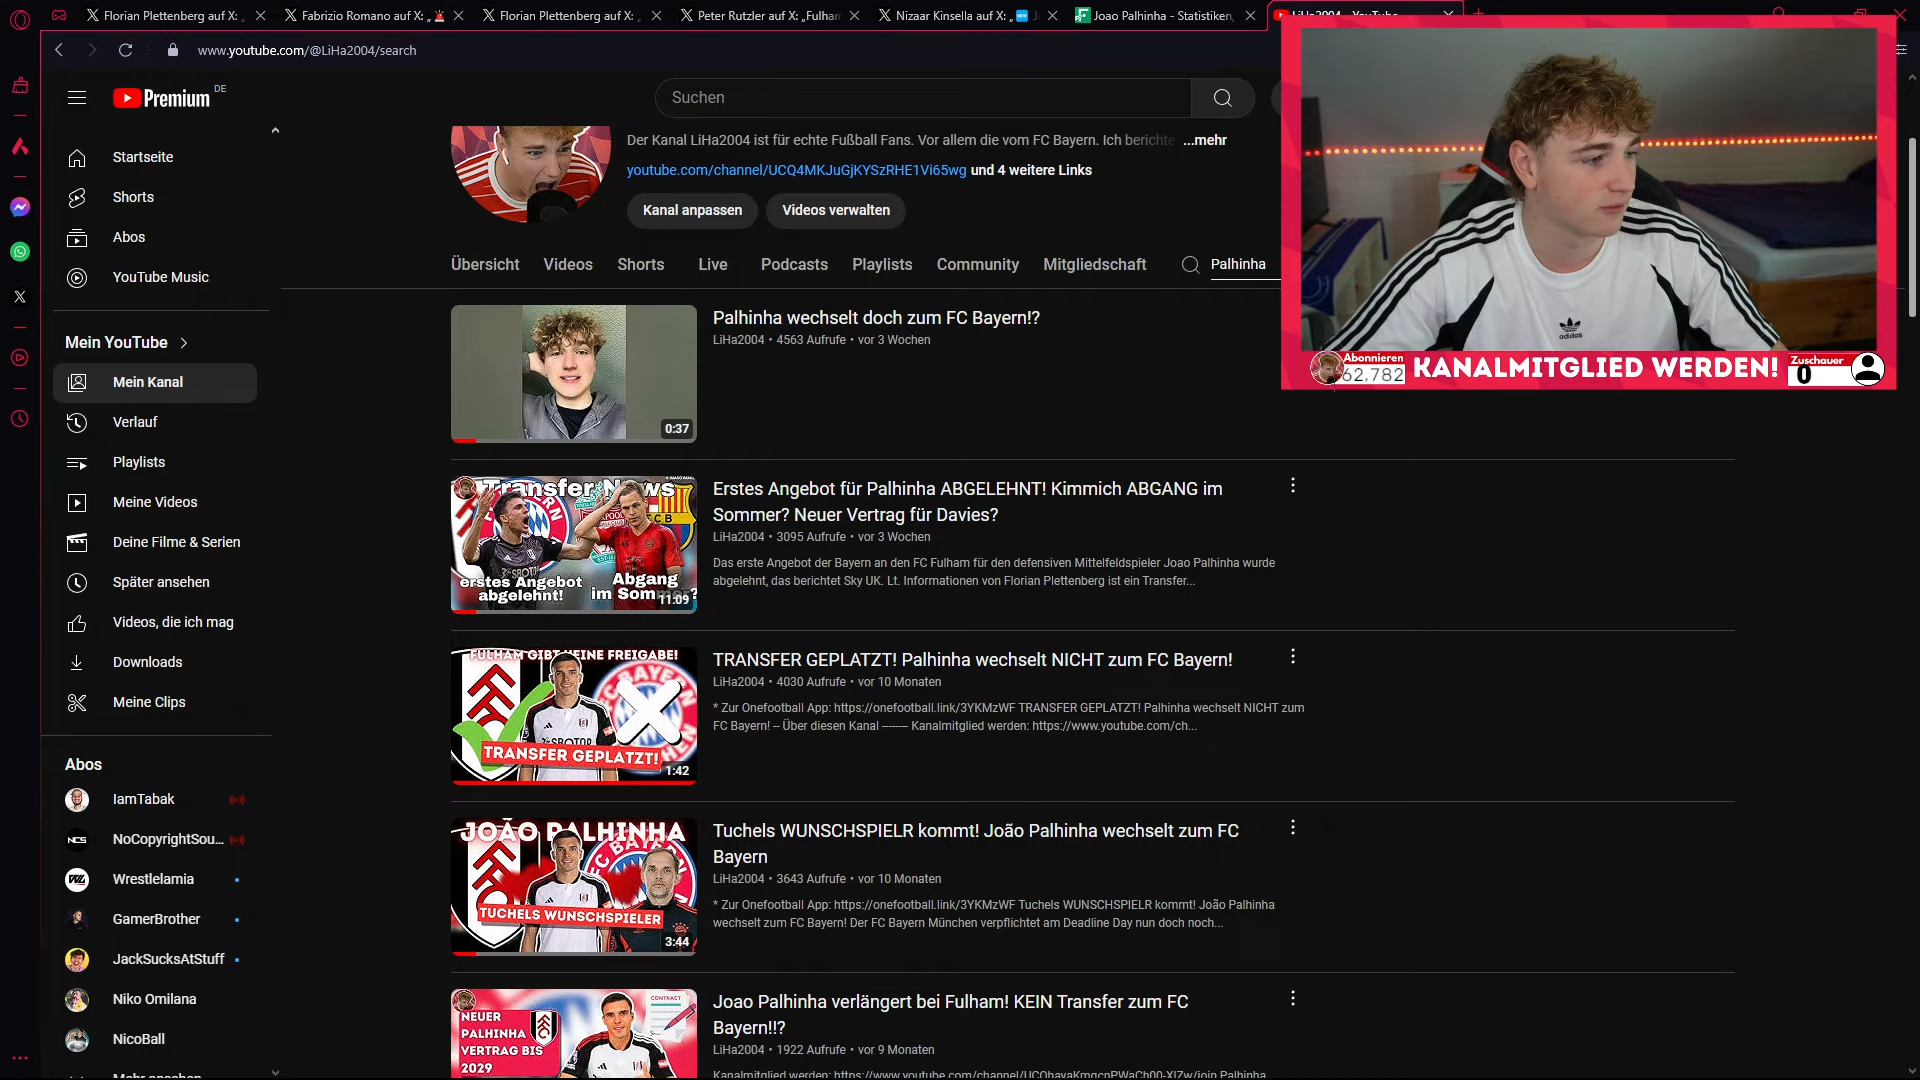 Florian Plettenberg auf X: „
Fabrizio Romano auf X: „
Florian Plettenberg auf X: „
Peter Rutzler auf X: „Fulham
Nizaar Kinsella auf X: „
Joao Palhinha - Statistiken,
LiHa2004 - YouTube
www.youtube.com/@LiHa2004/search
Premium DE
Suchen
Startseite
Shorts
Abos
YouTube Music
Mein YouTube
Mein Kanal
Verlauf
Playlists
Meine Videos
Deine Filme & Serien
Später ansehen
Videos, die ich mag
Downloads
Meine Clips
Abos
IamTabak
NoCopyrightSou...
Wrestlelamia
GamerBrother
JackSucksAtStuff
Niko Omilana
NicoBall
Mehr ansehen
Der Kanal LiHa2004 ist für echte Fußball Fans. Vor allem die vom FC Bayern. Ich berichte ...mehr
youtube.com/channel/UCQ4MKJuGjKYSzRHE1Vi65wg und 4 weitere Links
Kanal anpassen
Videos verwalten
Übersicht
Videos
Shorts
Live
Podcasts
Playlists
Community
Mitgliedschaft
Palhinha
0:37
Palhinha wechselt doch zum FC Bayern!?
LiHa2004 • 4563 Aufrufe • vor 3 Wochen
Transfer News
erstes Angebot
abgelehnt!
Abgang
im Sommer?
11:09
Erstes Angebot für Palhinha ABGELEHNT! Kimmich ABGANG im
Sommer? Neuer Vertrag für Davies?
LiHa2004 • 3095 Aufrufe • vor 3 Wochen
Das erste Angebot der Bayern an den FC Fulham für den defensiven Mittelfeldspieler Joao Palhinha wurde
abgelehnt, das berichtet Sky UK. Lt. Informationen von Florian Plettenberg ist ein Transfer...
FULHAM GIBT KEINE FREIGABE!
TRANSFER GEPLATZT!
1:42
TRANSFER GEPLATZT! Palhinha wechselt NICHT zum FC Bayern!
LiHa2004 • 4030 Aufrufe • vor 10 Monaten
* Zur Onefootball App: https://onefootball.link/3YKMzWF TRANSFER GEPLATZT! Palhinha wechselt NICHT zum
FC Bayern! -- Über diesen Kanal -------- Kanalmitglied werden: https://www.youtube.com/ch...
JOÃO PALHINHA
TUCHELS WUNSCHSPIELER
3:44
Tuchels WUNSCHSPIELR kommt! João Palhinha wechselt zum FC
Bayern
LiHa2004 • 3643 Aufrufe • vor 10 Monaten
* Zur Onefootball App: https://onefootball.link/3YKMzWF Tuchels WUNSCHSPIELR kommt! João Palhinha
wechselt zum FC Bayern! Der FC Bayern München verpflichtet am Deadline Day nun doch noch...
NEUER
PALHINHA
VERTRAG BIS
2029
CONTRACT
Joao Palhinha verlängert bei Fulham! KEIN Transfer zum FC
Bayern!!?
LiHa2004 • 1922 Aufrufe • vor 9 Monaten
adidas
Abonnieren
62,782
KANALMITGLIED WERDEN!
Zuschauer
0